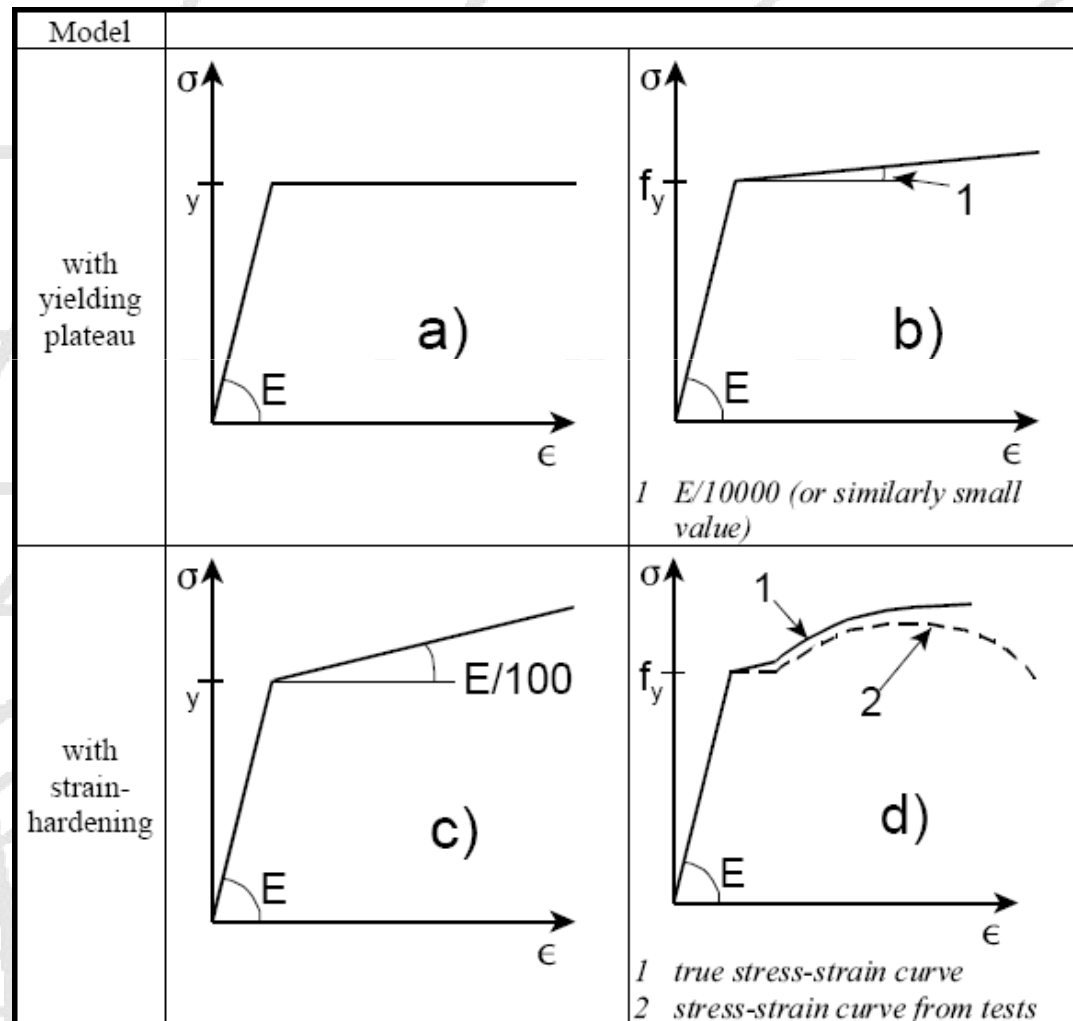 Model
with
yielding
plateau
σ
y
E
a)
ϵ
σ
f_y
1
E
b)
ϵ
1 E/10000 (or similarly small
value)
with
strain-
hardening
σ
y
E/100
E
c)
ϵ
σ
f_y
1
2
E
d)
ϵ
1 true stress-strain curve
2 stress-strain curve from tests